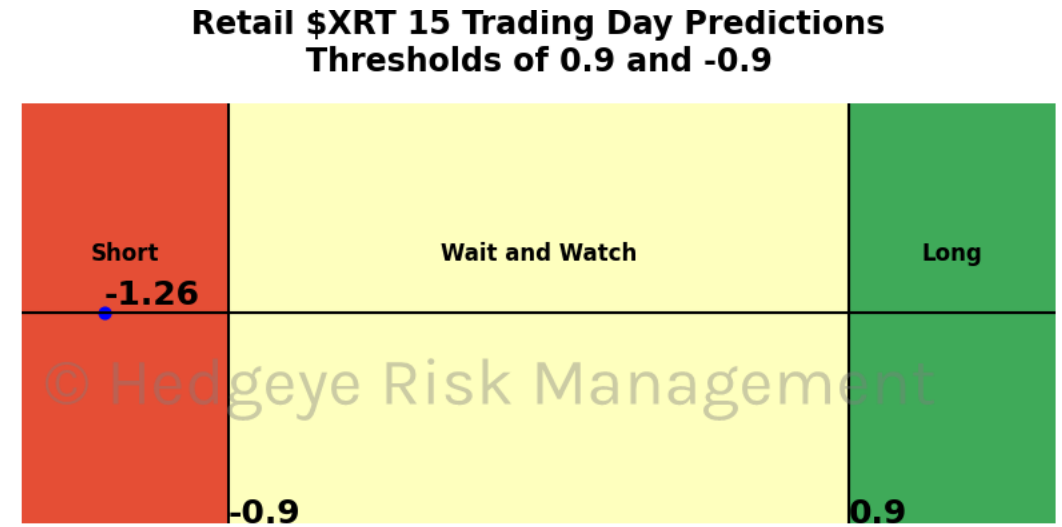 Retail $XRT 15 Trading Day Predictions
Thresholds of 0.9 and -0.9
Short
Wait and Watch
Long
-1.26
© Hedgeye Risk Management
-0.9
0.9